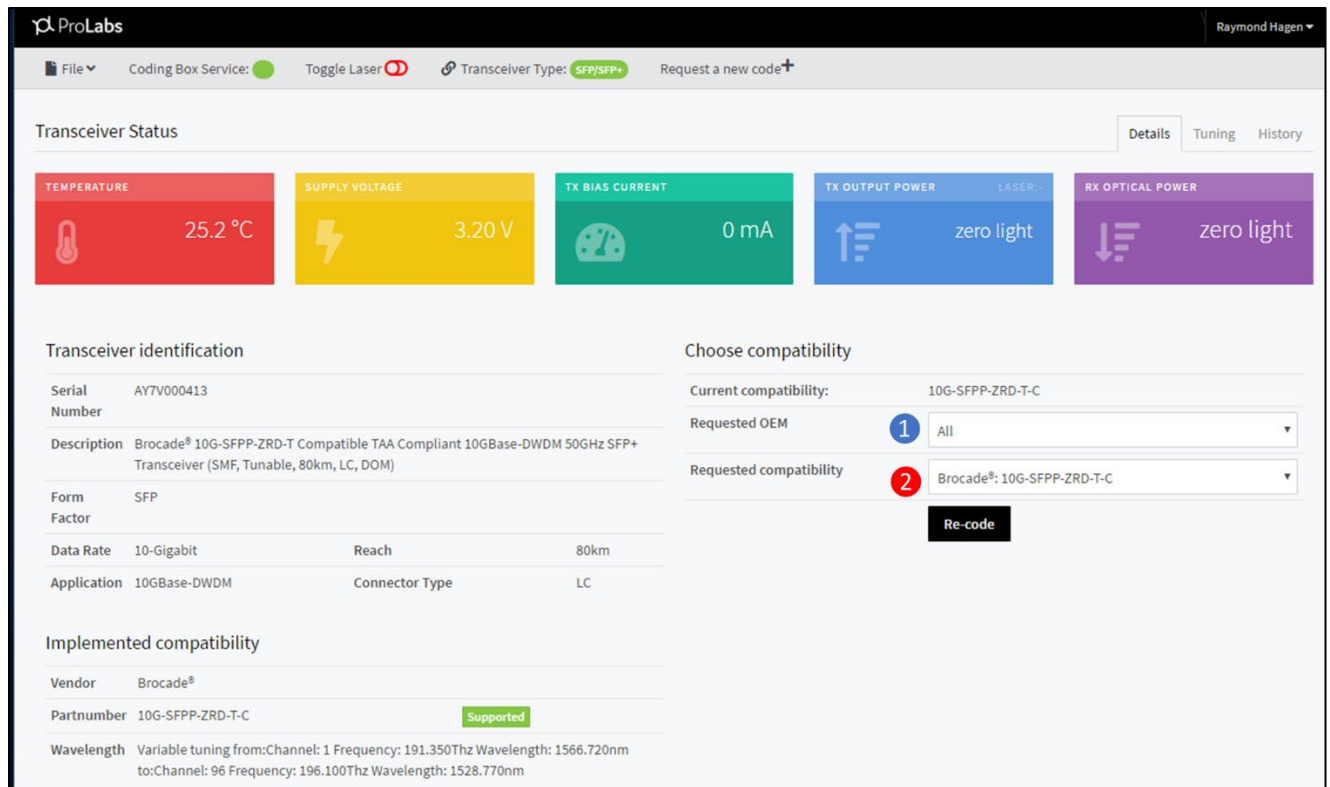 ProLabs
Raymond Hagen
File
Coding Box Service:
Toggle Laser
Transceiver Type: SFP/SFP+
Request a new code+
Transceiver Status
Details Tuning History
TEMPERATURE
25.2 °C
SUPPLY VOLTAGE
3.20 V
TX BIAS CURRENT
0 mA
TX OUTPUT POWER LASER:-
zero light
RX OPTICAL POWER
zero light
Transceiver identification
Serial Number AY7V000413
Description Brocade® 10G-SFPP-ZRD-T Compatible TAA Compliant 10GBase-DWDM 50GHz SFP+
Transceiver (SMF, Tunable, 80km, LC, DOM)
Form Factor SFP
Data Rate 10-Gigabit Reach 80km
Application 10GBase-DWDM Connector Type LC
Implemented compatibility
Vendor Brocade®
Partnumber 10G-SFPP-ZRD-T-C Supported
Wavelength Variable tuning from:Channel: 1 Frequency: 191.350Thz Wavelength: 1566.720nm
to:Channel: 96 Frequency: 196.100Thz Wavelength: 1528.770nm
Choose compatibility
Current compatibility: 10G-SFPP-ZRD-T-C
Requested OEM 1 All
Requested compatibility 2 Brocade®: 10G-SFPP-ZRD-T-C
Re-code